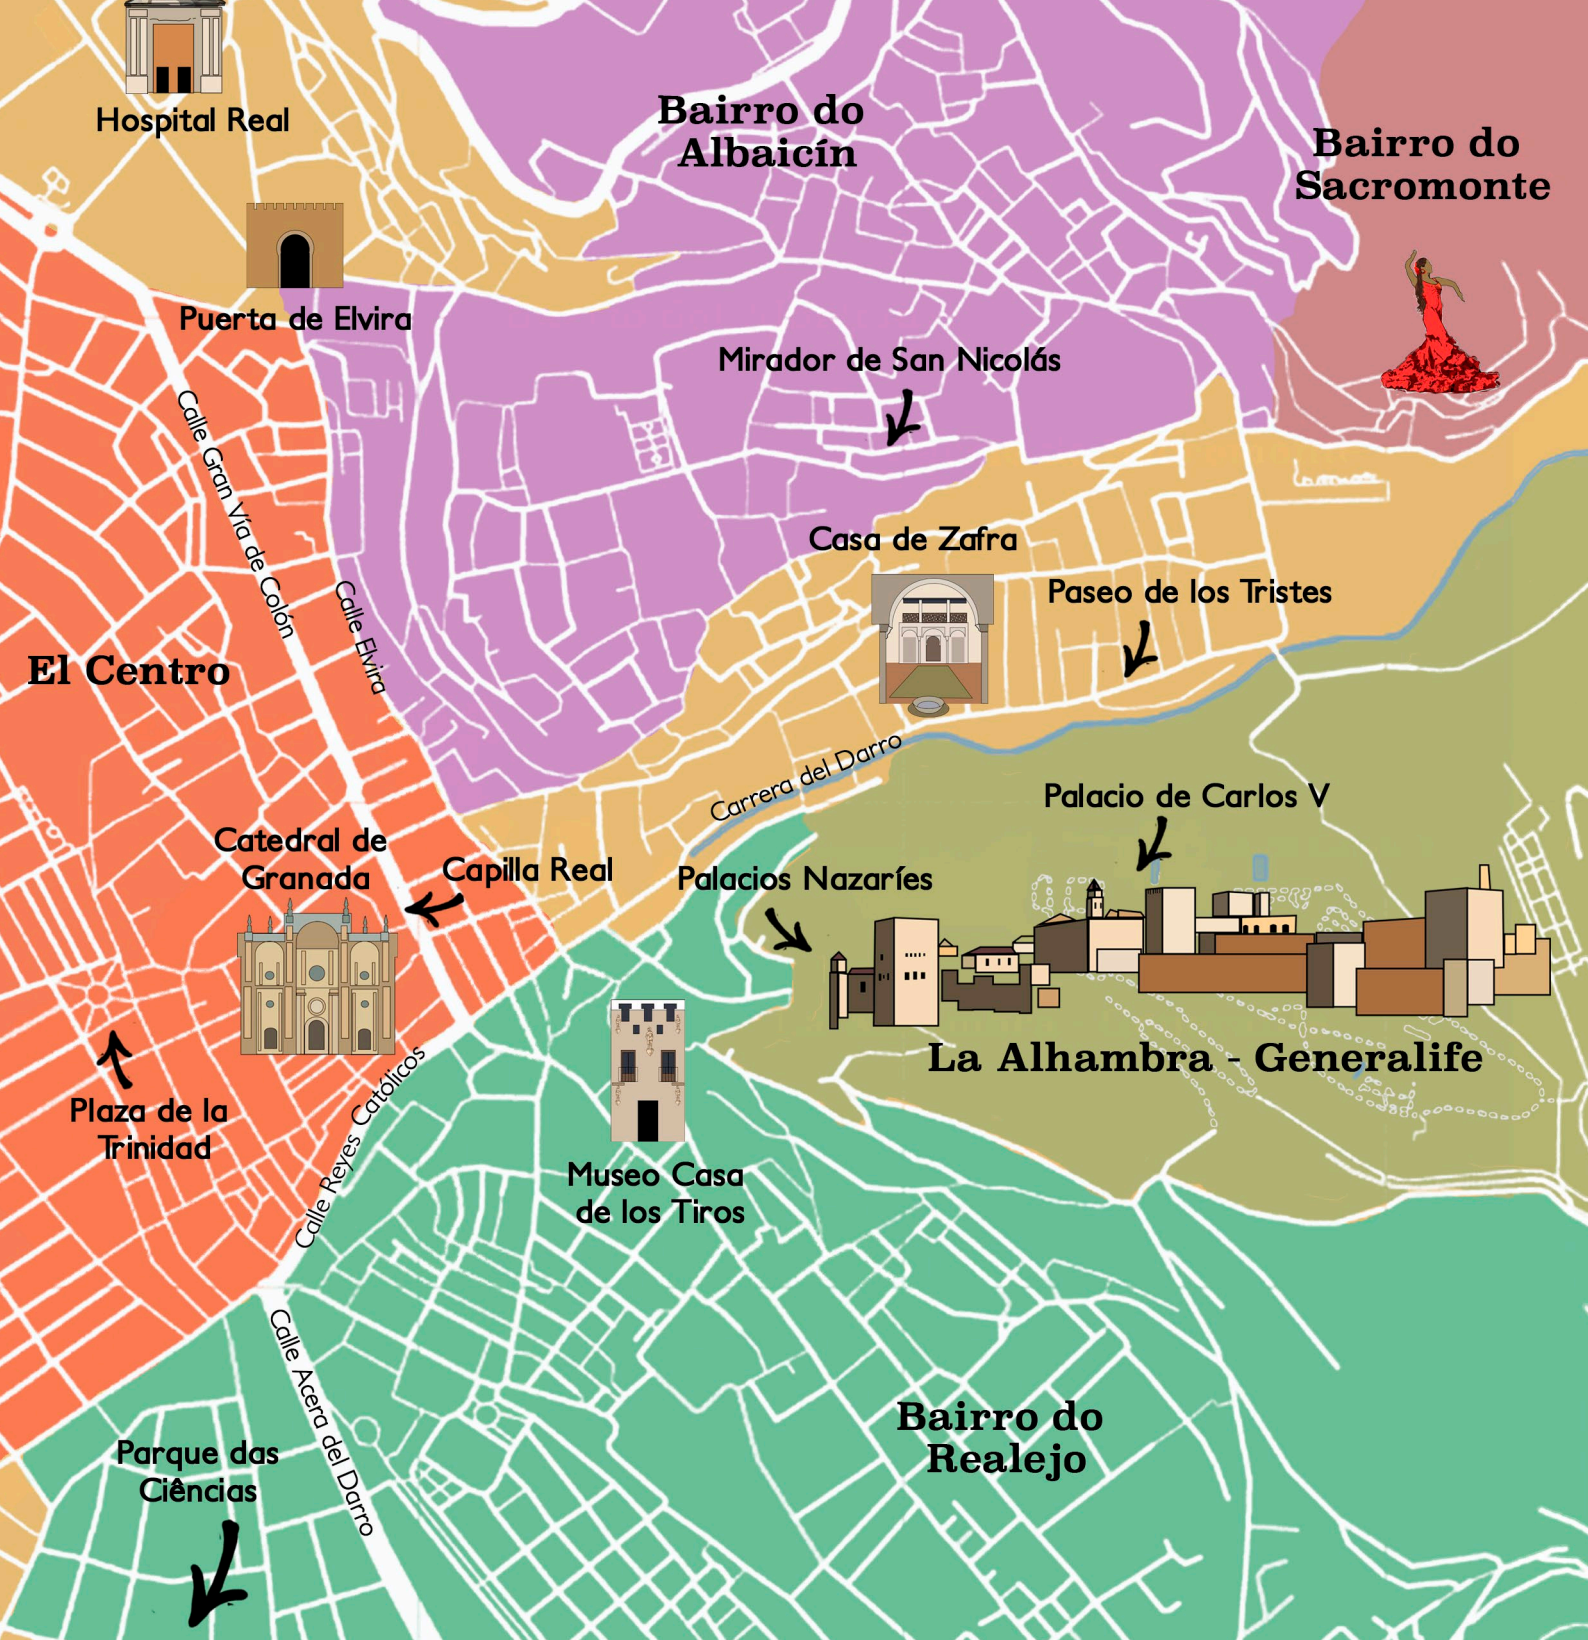 Hospital Real
Bairro do
Albaicín
Bairro do
Sacromonte
Puerta de Elvira
Mirador de San Nicolás
Calle Gran Vía de Colón
Casa de Zafra
Calle Elvira
Paseo de los Tristes
El Centro
Carrera del Darro
Palacio de Carlos V
Catedral de
Granada
Capilla Real
Palacios Nazaríes
La Alhambra - Generalife
Plaza de la
Trinidad
Calle Reyes Católicos
Museo Casa
de los Tiros
Calle Acera del Darro
Bairro do
Realejo
Parque das
Ciências